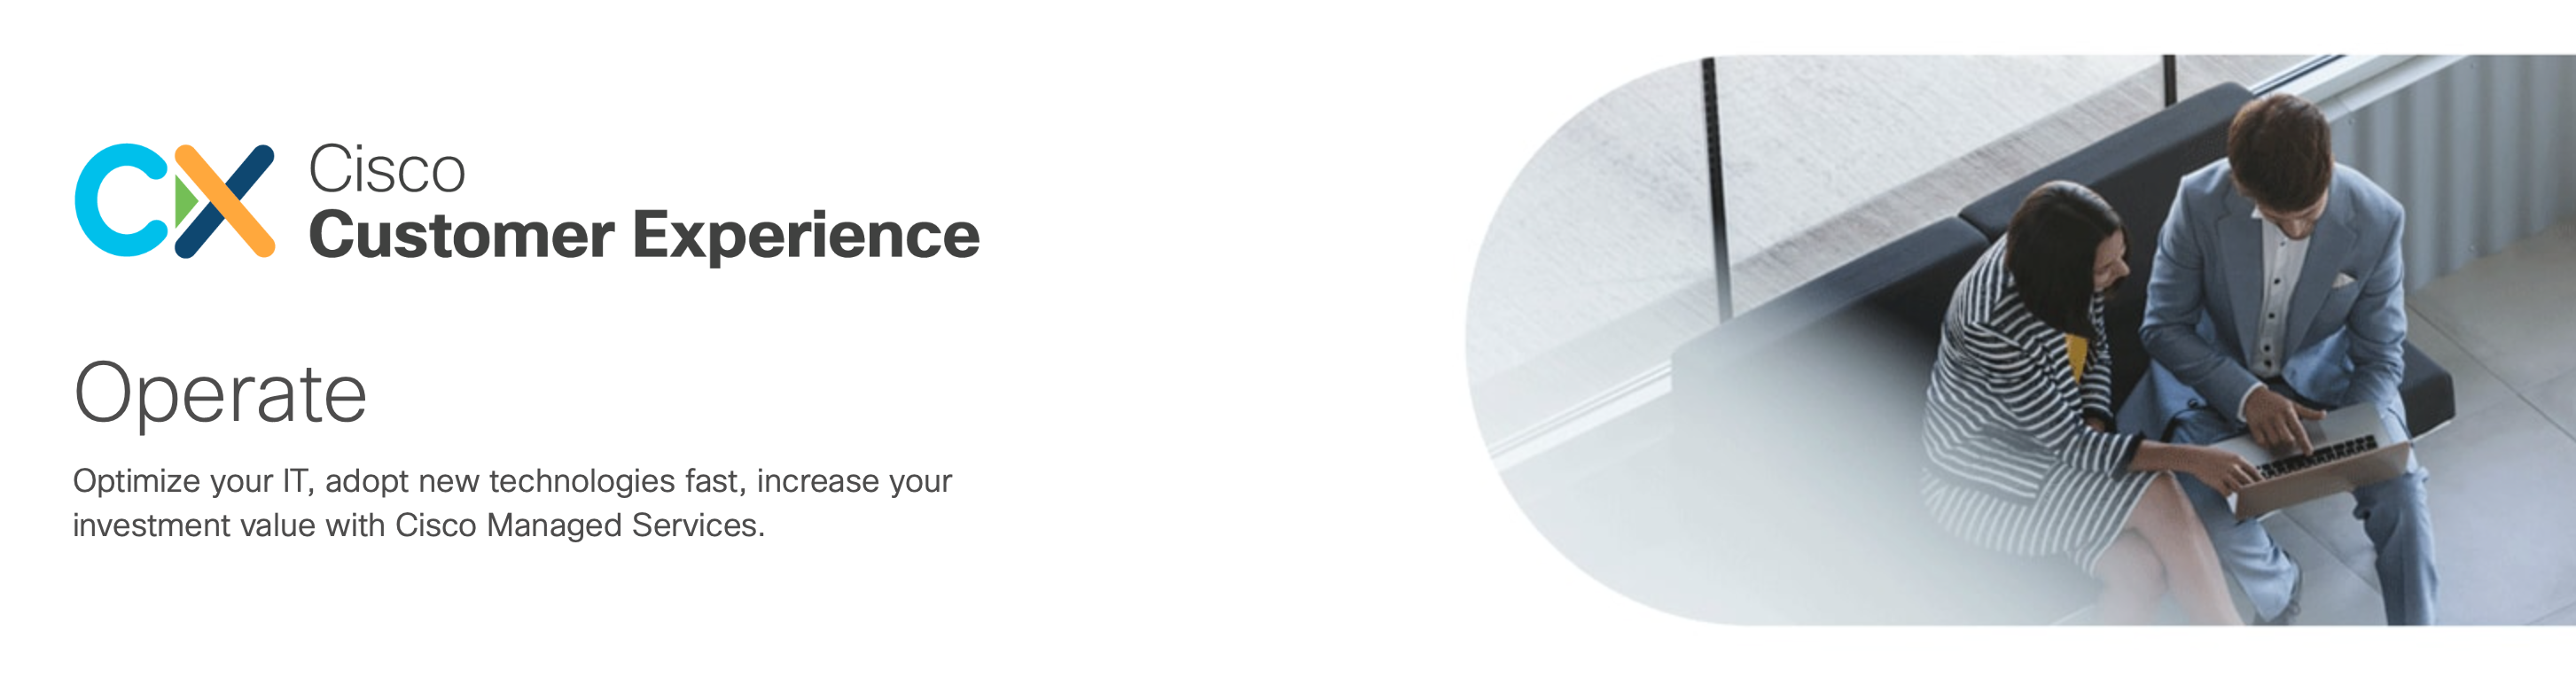 CX
Cisco
Customer Experience
Operate
Optimize your IT, adopt new technologies fast, increase your
investment value with Cisco Managed Services.